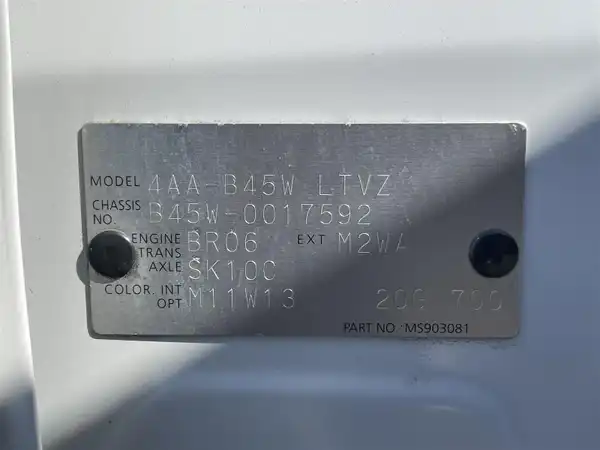 MODEL 4AA-B45W LTVZ
CHASSIS NO. B45W-0017592
ENGINE BR06 EXT M2WA
TRANS AXLE SK10C
COLOR. INT OPT M11W13 20G 700
PART NO. MS903081